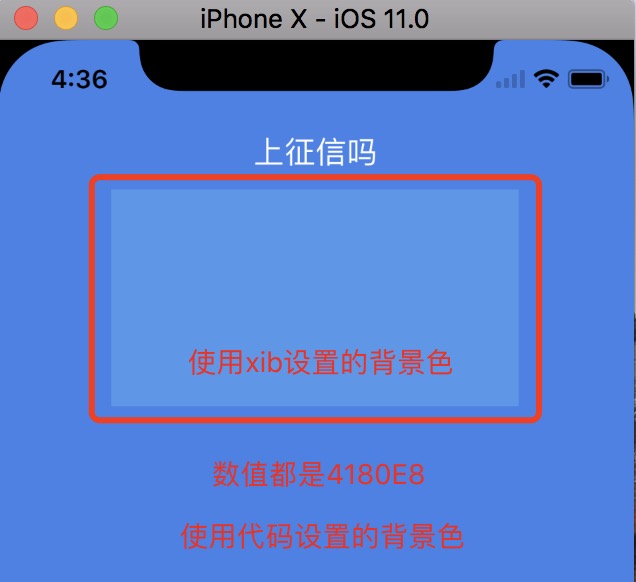 iPhone X - iOS 11.0
4:36
上征信吗
使用xib设置的背景色
数值都是4180E8
使用代码设置的背景色